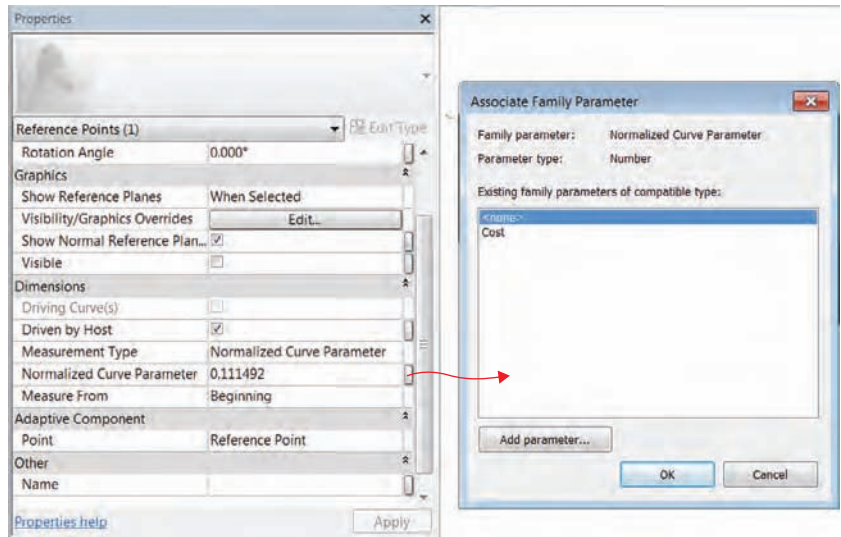 Properties
Reference Points (1)
Edit Type
Rotation Angle 0.000°
Graphics
Show Reference Planes When Selected
Visibility/Graphics Overrides Edit...
Show Normal Reference Plan...
Visible
Dimensions
Driving Curve(s)
Driven by Host
Measurement Type Normalized Curve Parameter
Normalized Curve Parameter 0.111492
Measure From Beginning
Adaptive Component
Point Reference Point
Other
Name
Properties help Apply
Associate Family Parameter
Family parameter: Normalized Curve Parameter
Parameter type: Number
Existing family parameters of compatible type:
<none>
Cost
Add parameter...
OK Cancel